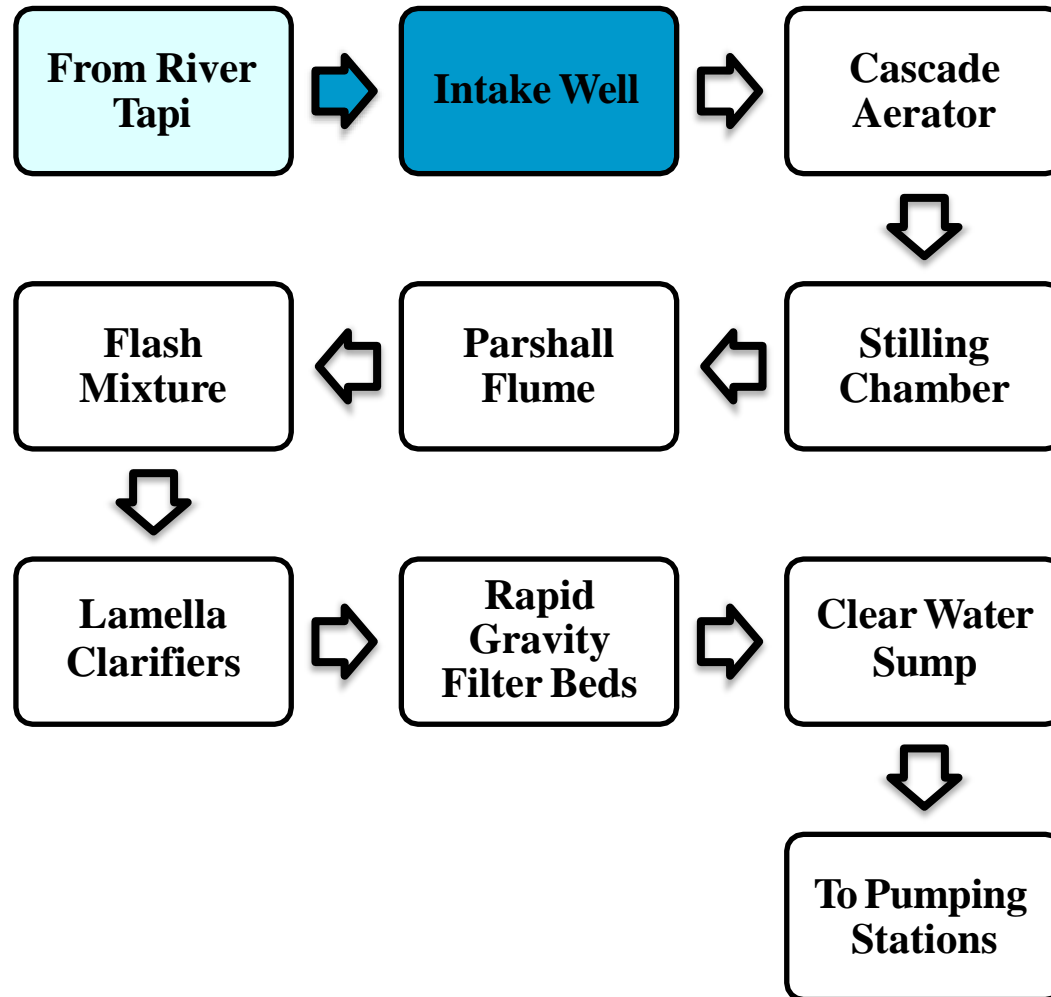 From River
Tapi
Intake Well
Cascade
Aerator
Flash
Mixture
Parshall
Flume
Stilling
Chamber
Lamella
Clarifiers
Rapid
Gravity
Filter Beds
Clear Water
Sump
To Pumping
Stations